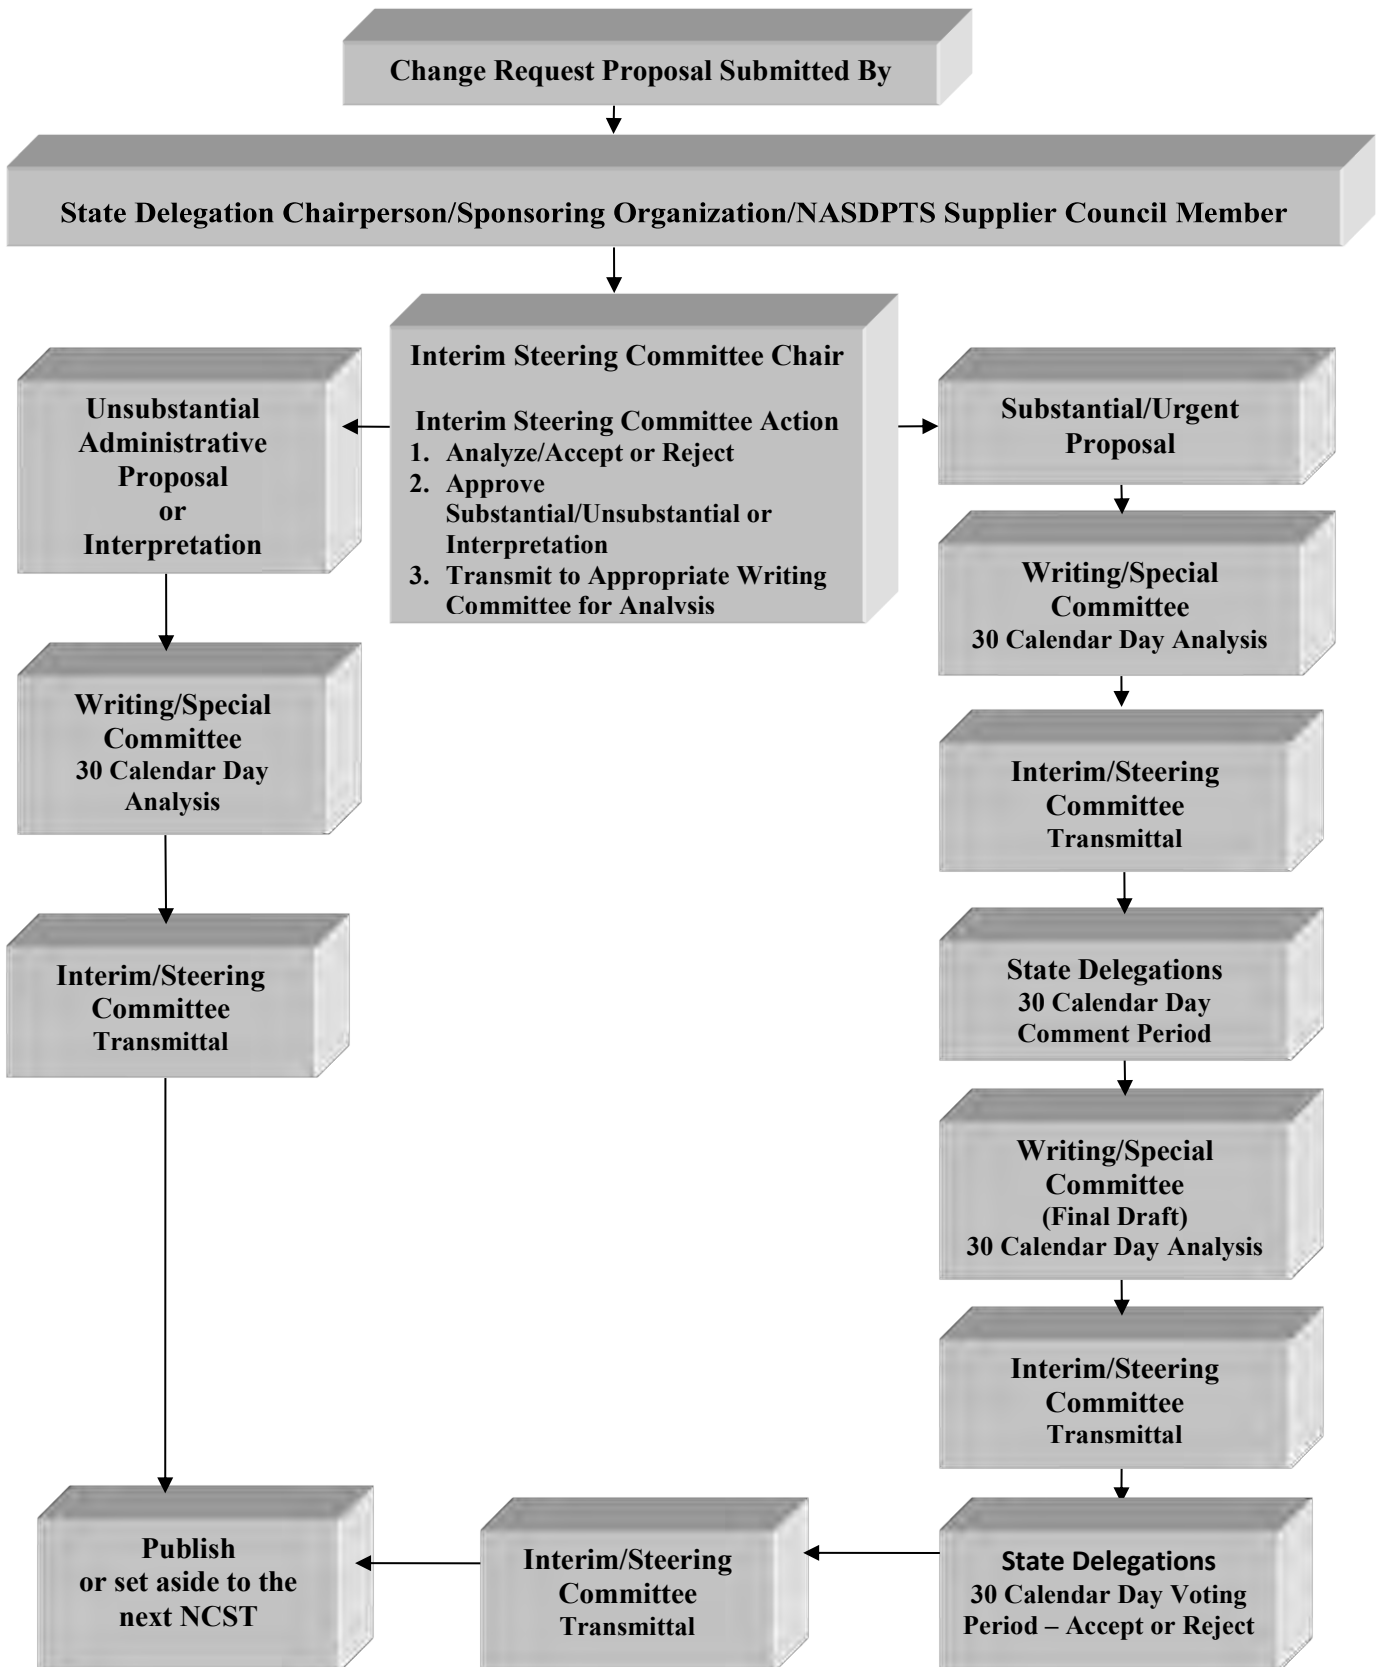 Change Request Proposal Submitted By
State Delegation Chairperson/Sponsoring Organization/NASDPTS Supplier Council Member
Interim Steering Committee Chair
Interim Steering Committee Action
1. Analyze/Accept or Reject
2. Approve
Substantial/Unsubstantial or
Interpretation
3. Transmit to Appropriate Writing
Committee for Analysis
Unsubstantial
Administrative
Proposal
or
Interpretation
Writing/Special
Committee
30 Calendar Day
Analysis
Interim/Steering
Committee
Transmittal
Substantial/Urgent
Proposal
Writing/Special
Committee
30 Calendar Day Analysis
Interim/Steering
Committee
Transmittal
State Delegations
30 Calendar Day
Comment Period
Writing/Special
Committee
(Final Draft)
30 Calendar Day Analysis
Interim/Steering
Committee
Transmittal
State Delegations
30 Calendar Day Voting
Period – Accept or Reject
Interim/Steering
Committee
Transmittal
Publish
or set aside to the
next NCST